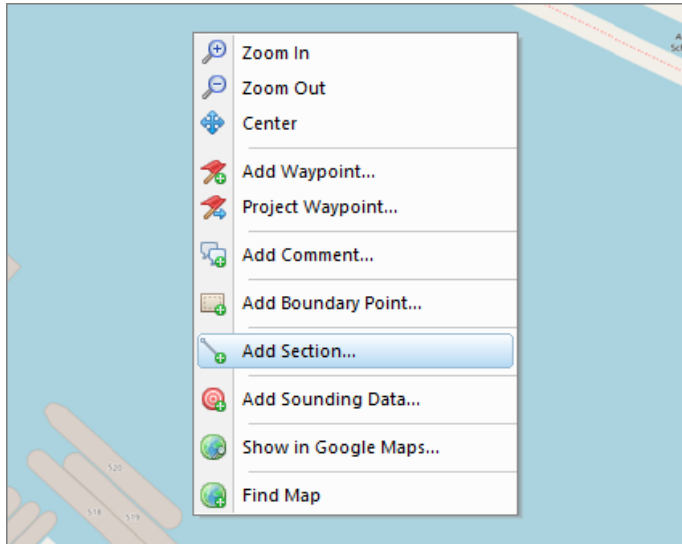 A
Sch
Zoom In
Zoom Out
Center
Add Waypoint...
Project Waypoint...
Add Comment...
Add Boundary Point...
Add Section...
Add Sounding Data...
Show in Google Maps...
Find Map
520
518
519